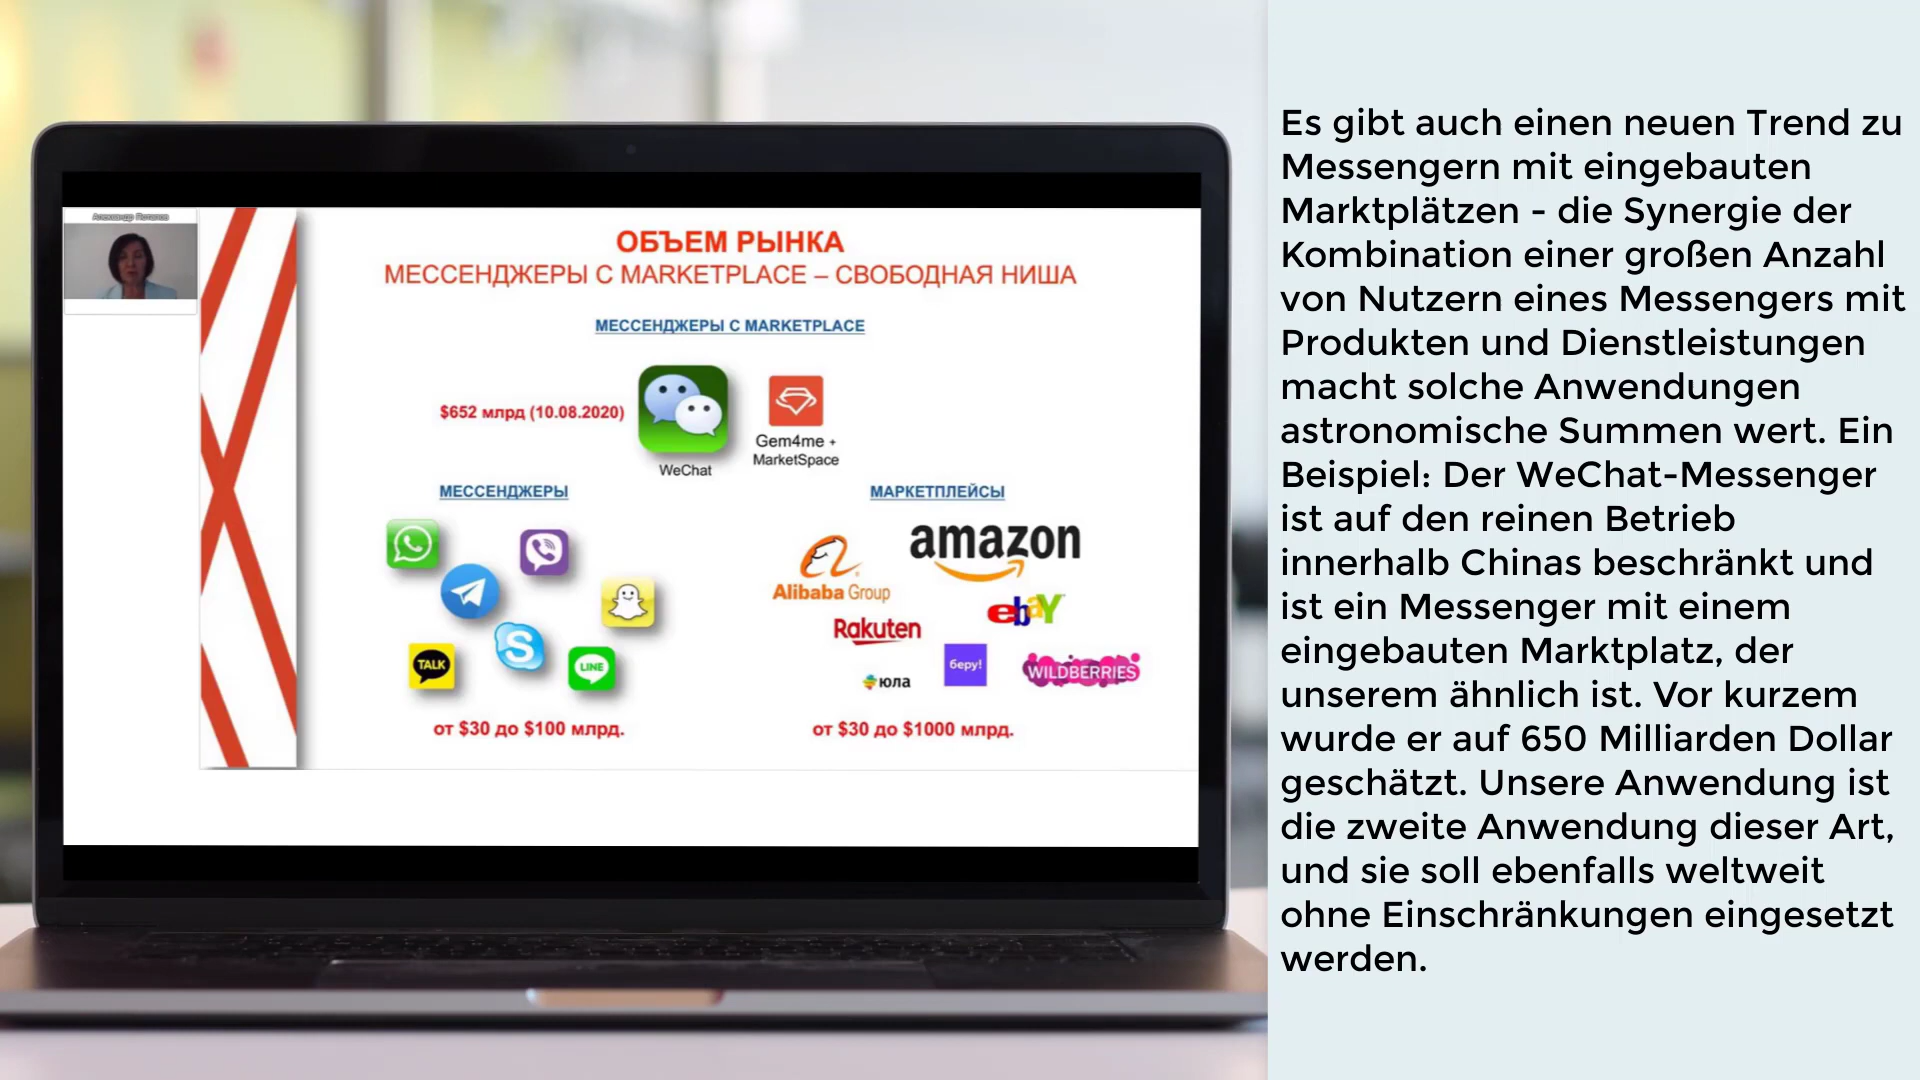 Александр Потапов
ОБЪЕМ РЫНКА
МЕССЕНДЖЕРЫ С MARKETPLACE – СВОБОДНАЯ НИША
МЕССЕНДЖЕРЫ С MARKETPLACE
$652 млрд (10.08.2020)
WeChat
Gem4me +
MarketSpace
МЕССЕНДЖЕРЫ
TALK
S
LINE
от $30 до $100 млрд.
МАРКЕТПЛЕЙСЫ
amazon
Alibaba Group
ebaY
Rakuten
беру!
WILDBERRIES
юла
от $30 до $1000 млрд.
Es gibt auch einen neuen Trend zu
Messengern mit eingebauten
Marktplätzen - die Synergie der
Kombination einer großen Anzahl
von Nutzern eines Messengers mit
Produkten und Dienstleistungen
macht solche Anwendungen
astronomische Summen wert. Ein
Beispiel: Der WeChat-Messenger
ist auf den reinen Betrieb
innerhalb Chinas beschränkt und
ist ein Messenger mit einem
eingebauten Marktplatz, der
unserem ähnlich ist. Vor kurzem
wurde er auf 650 Milliarden Dollar
geschätzt. Unsere Anwendung ist
die zweite Anwendung dieser Art,
und sie soll ebenfalls weltweit
ohne Einschränkungen eingesetzt
werden.